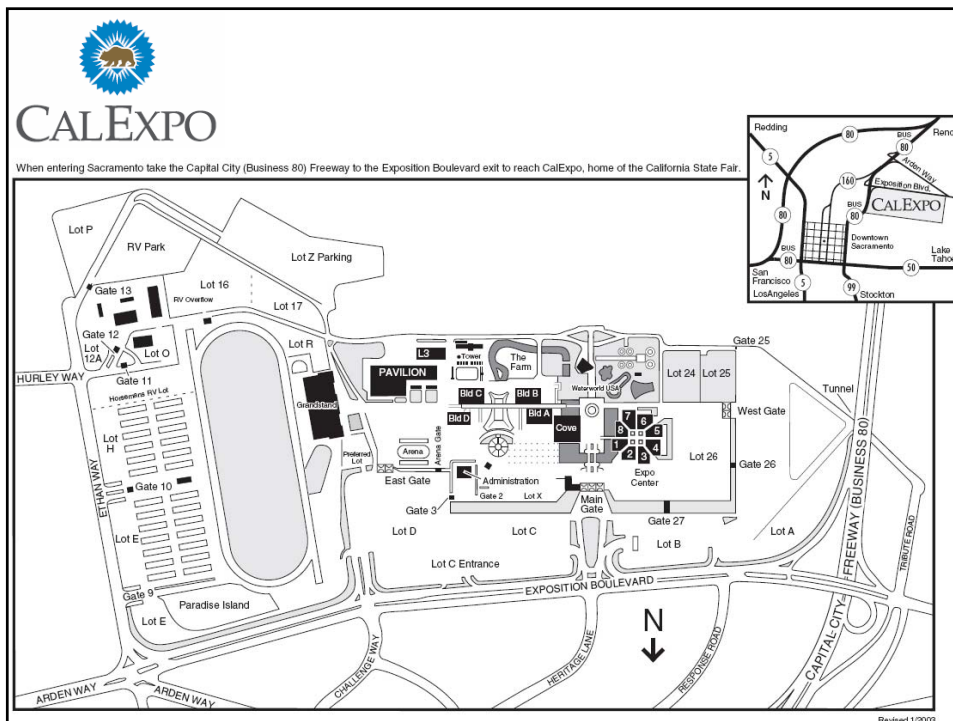 CALEXPO
When entering Sacramento take the Capital City (Business 80) Freeway to the Exposition Boulevard exit to reach CalExpo, home of the California State Fair.
Redding
80
BUS
80
Reno
5
N
Arden Way
160
Exposition Blvd.
CALEXPO
80
BUS
80
Downtown
Sacramento
BUS
80
Lake
Tahoe
50
San
Francisco
LosAngeles
5
99
Stockton
Lot P
RV Park
Lot Z Parking
Gate 13
Lot 16
RV Overflow
Lot 17
Gate 12
Lot
12A
Lot O
Lot R
HURLEY WAY
Gate 11
Horsemens RV Lot
L3
PAVILION
Tower
The
Farm
Waterworld USA
Gate 25
Lot 24
Lot 25
Tunnel
Grandstand
Bld C
Bld B
Bld D
Bld A
Cove
West Gate
7
6
8
5
1
4
2
3
Lot
H
Preferred
Lot
Arena
Arena Gate
Expo
Center
Lot 26
Gate 26
East Gate
Administration
ETHAN WAY
Gate 10
Gate 2
Lot X
Main
Gate
Gate 3
Gate 27
Lot E
Lot D
Lot C
Lot B
Lot A
Lot C Entrance
Gate 9
Paradise Island
Lot E
EXPOSITION BOULEVARD
CAPITAL CITY FREEWAY (BUSINESS 80)
TRIBUTE ROAD
N
ARDEN WAY
ARDEN WAY
CHALLENGE WAY
HERITAGE LANE
RESPONSE ROAD
Revised 1/2003